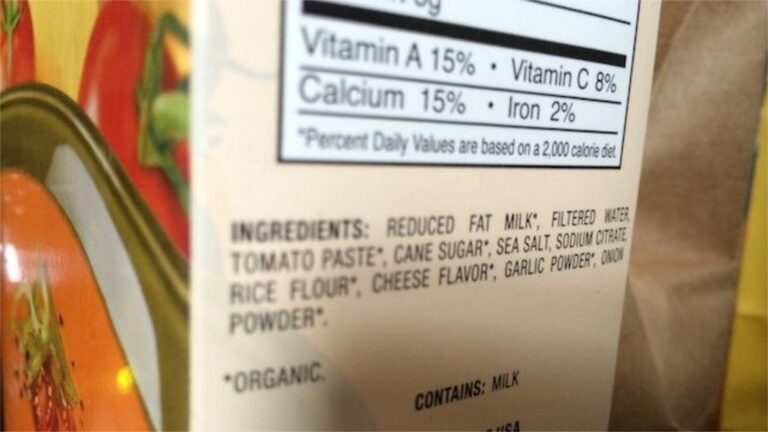 Vitamin A 15% • Vitamin C 8%
Calcium 15% • Iron 2%
*Percent Daily Values are based on a 2,000 calorie diet.
INGREDIENTS: REDUCED FAT MILK*, FILTERED WATER,
TOMATO PASTE*, CANE SUGAR*, SEA SALT, SODIUM CITRATE,
RICE FLOUR*, CHEESE FLAVOR*, GARLIC POWDER*, ONION
POWDER*.
*ORGANIC.
CONTAINS: MILK
USA